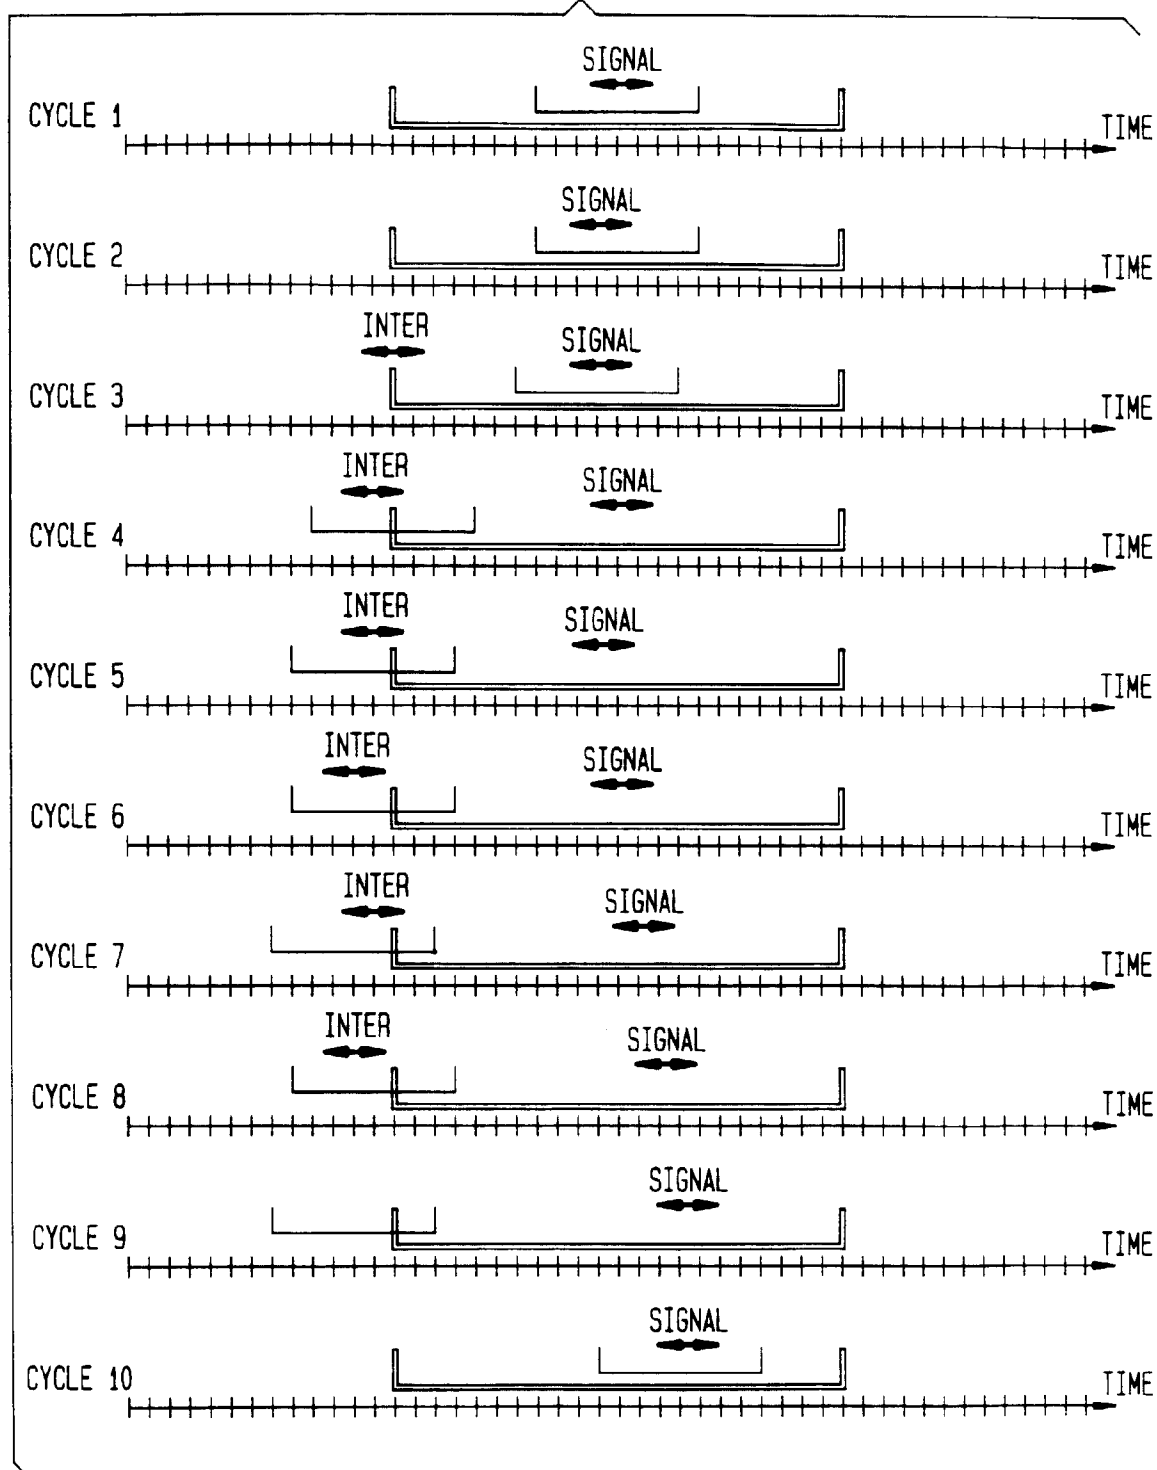 SIGNAL
CYCLE 1
TIME
SIGNAL
CYCLE 2
TIME
INTER
SIGNAL
CYCLE 3
TIME
INTER
SIGNAL
CYCLE 4
TIME
INTER
SIGNAL
CYCLE 5
TIME
INTER
SIGNAL
CYCLE 6
TIME
INTER
SIGNAL
CYCLE 7
TIME
INTER
SIGNAL
CYCLE 8
TIME
SIGNAL
CYCLE 9
TIME
SIGNAL
CYCLE 10
TIME